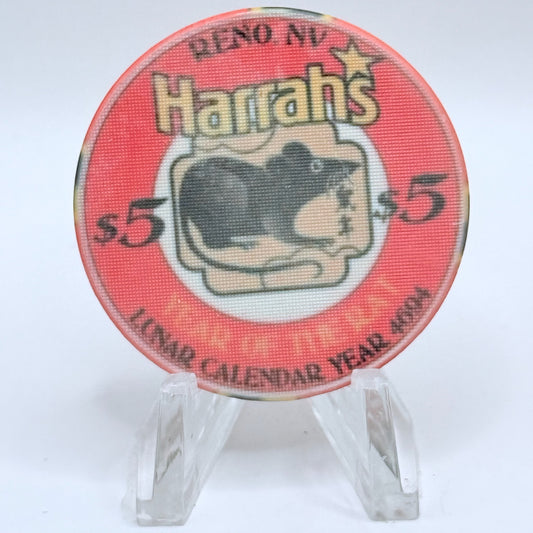 RENO NV
Harrah's
$5 $5
YEAR OF THE RAT
LUNAR CALENDAR YEAR 4694